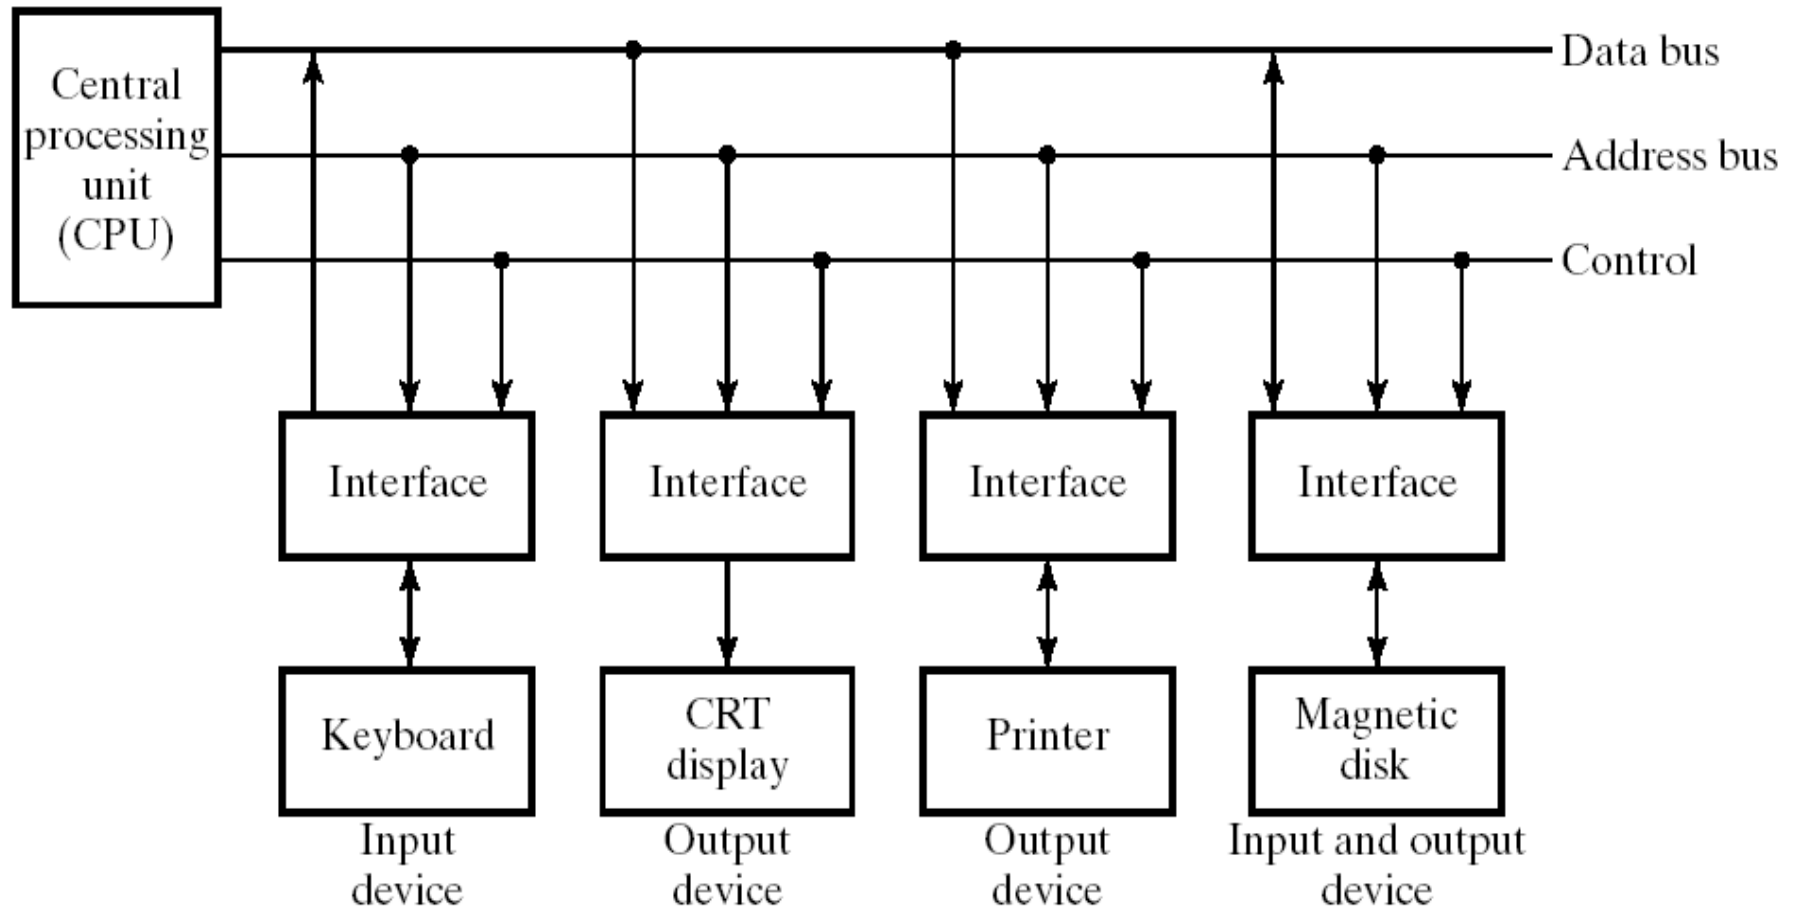 Central
processing
unit
(CPU)
Data bus
Address bus
Control
Interface
Interface
Interface
Interface
Keyboard
CRT
display
Printer
Magnetic
disk
Input
device
Output
device
Output
device
Input and output
device